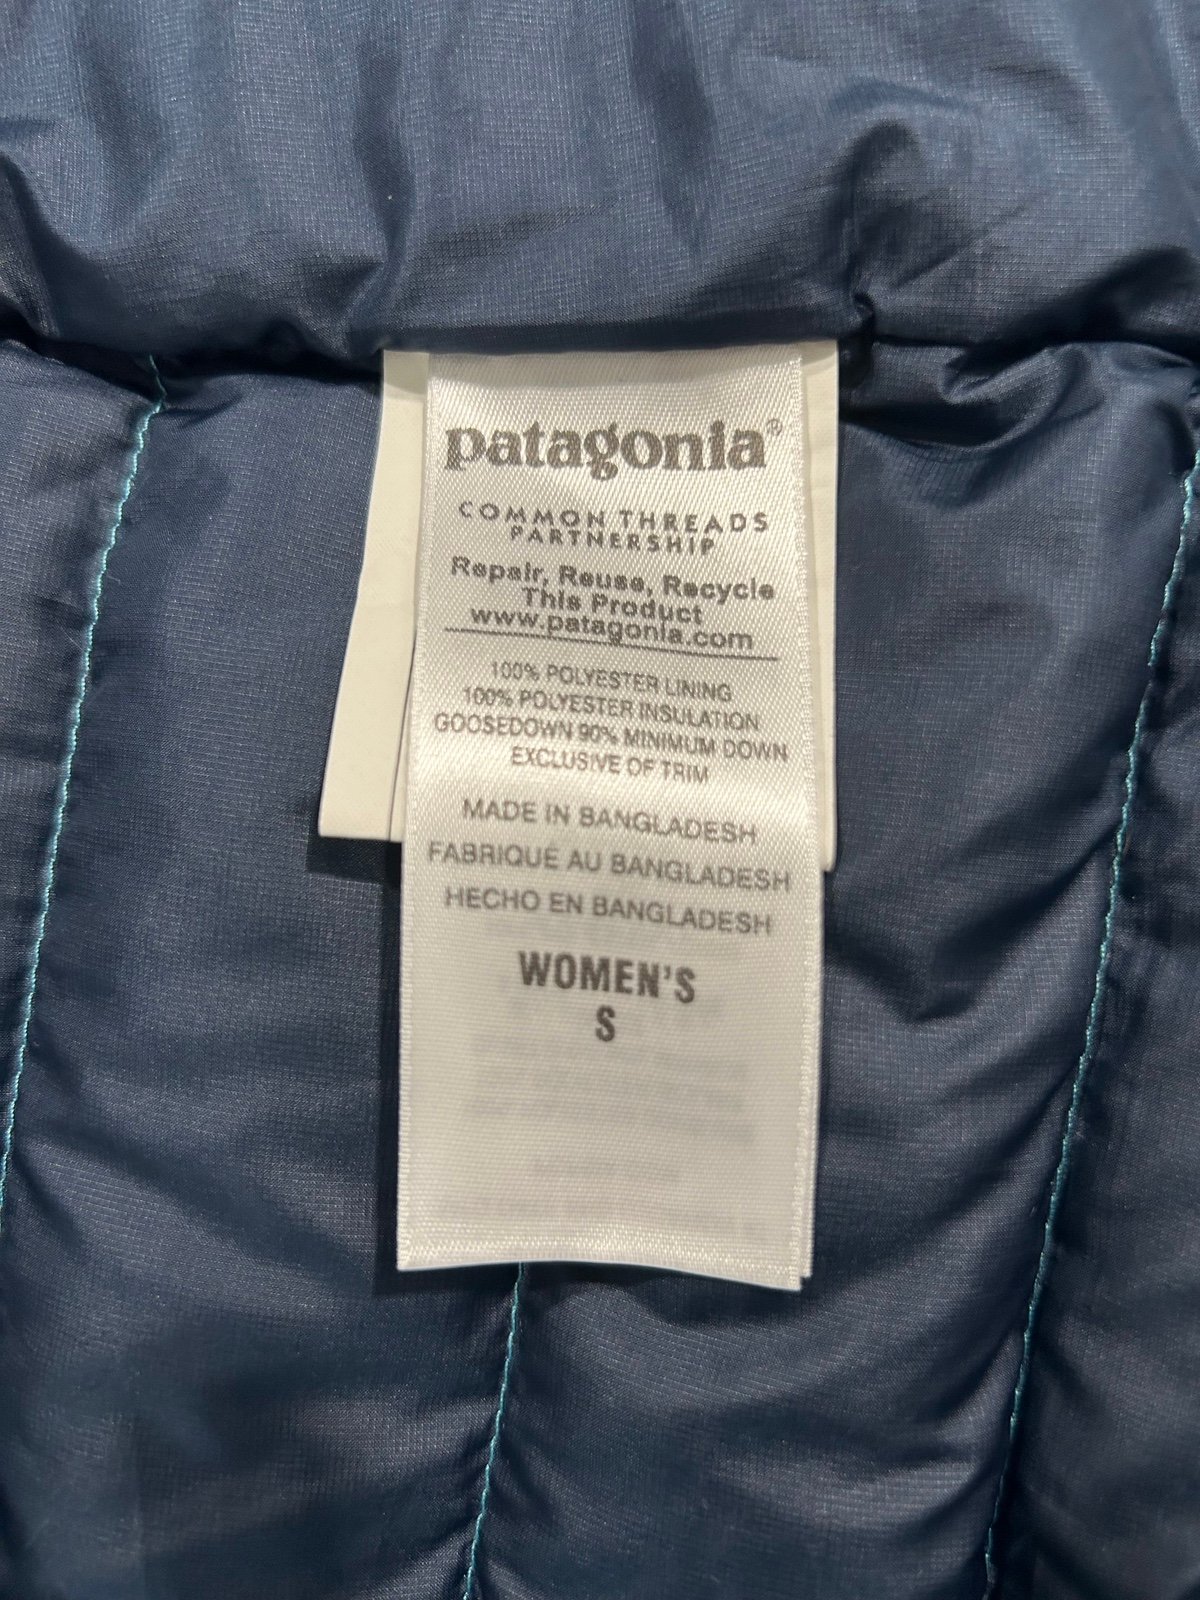 patagonia®
COMMON THREADS
PARTNERSHIP
Repair, Reuse, Recycle
This Product
www.patagonia.com
100% POLYESTER LINING
100% POLYESTER INSULATION
GOOSEDOWN 90% MINIMUM DOWN
EXCLUSIVE OF TRIM
MADE IN BANGLADESH
FABRIQUÉ AU BANGLADESH
HECHO EN BANGLADESH
WOMEN'S
S